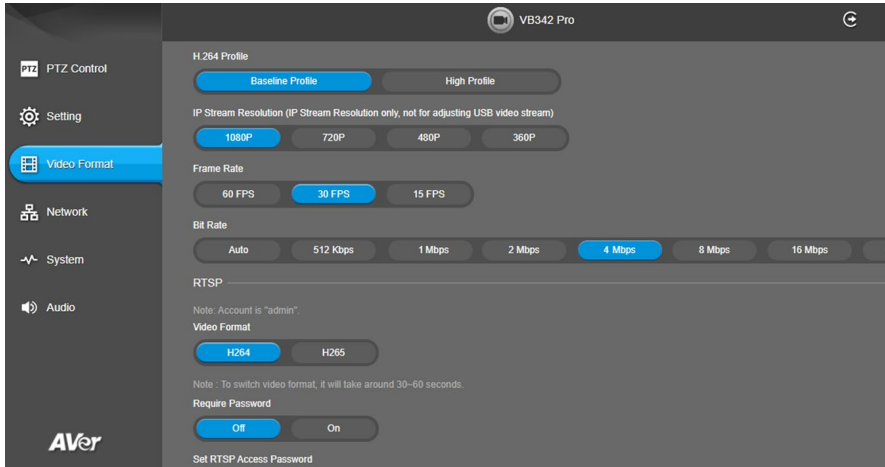 VB342 Pro
PTZ PTZ Control
Setting
Video Format
Network
System
Audio
AVer
H.264 Profile
Baseline Profile High Profile
IP Stream Resolution (IP Stream Resolution only, not for adjusting USB video stream)
1080P 720P 480P 360P
Frame Rate
60 FPS 30 FPS 15 FPS
Bit Rate
Auto 512 Kbps 1 Mbps 2 Mbps 4 Mbps 8 Mbps 16 Mbps
RTSP
Note: Account is "admin".
Video Format
H264 H265
Note : To switch video format, it will take around 30~60 seconds.
Require Password
Off On
Set RTSP Access Password